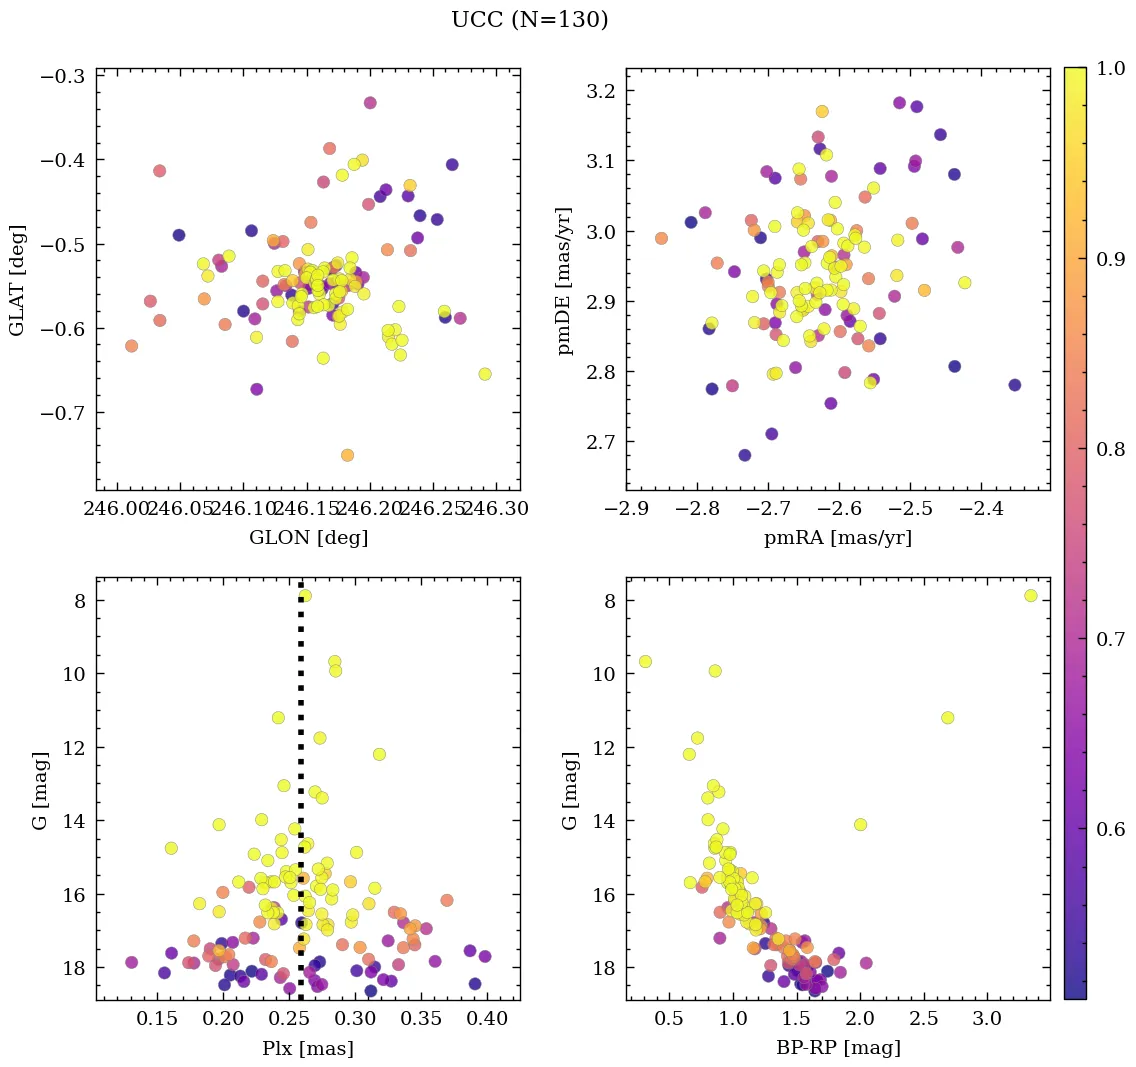 UCC (N=130)
−0.3
−0.4
−0.5
−0.6
−0.7
GLAT [deg]
246.00 246.05 246.10 246.15 246.20 246.25 246.30
GLON [deg]
3.2
3.1
3.0
2.9
2.8
2.7
pmDE [mas/yr]
−2.9 −2.8 −2.7 −2.6 −2.5 −2.4
pmRA [mas/yr]
1.0
0.9
0.8
0.7
0.6
8
10
12
14
16
18
G [mag]
0.15 0.20 0.25 0.30 0.35 0.40
Plx [mas]
8
10
12
14
16
18
G [mag]
0.5 1.0 1.5 2.0 2.5 3.0
BP-RP [mag]